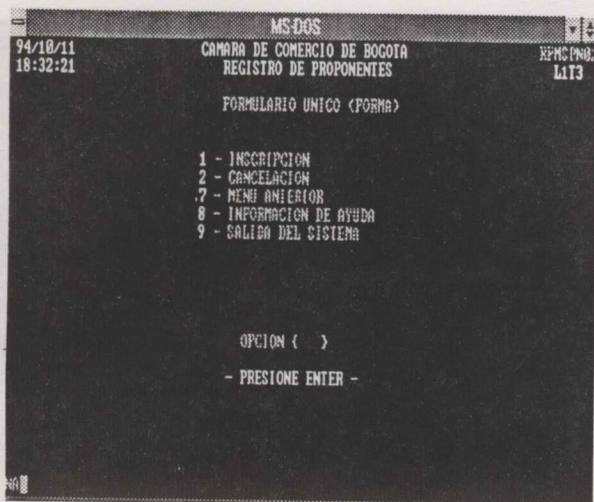 MS-DOS
94/10/11 CAMARA DE COMERCIO DE BOGOTA
18:32:21 REGISTRO DE PROPONENTES L1T3
FORMULARIO UNICO (FORMA)
1 - INSCRIPCION
2 - CANCELACION
.7 - MENU ANTERIOR
8 - INFORMACION DE AYUDA
9 - SALIDA DEL SISTEMA
OPCION { }
- PRESIONE ENTER -